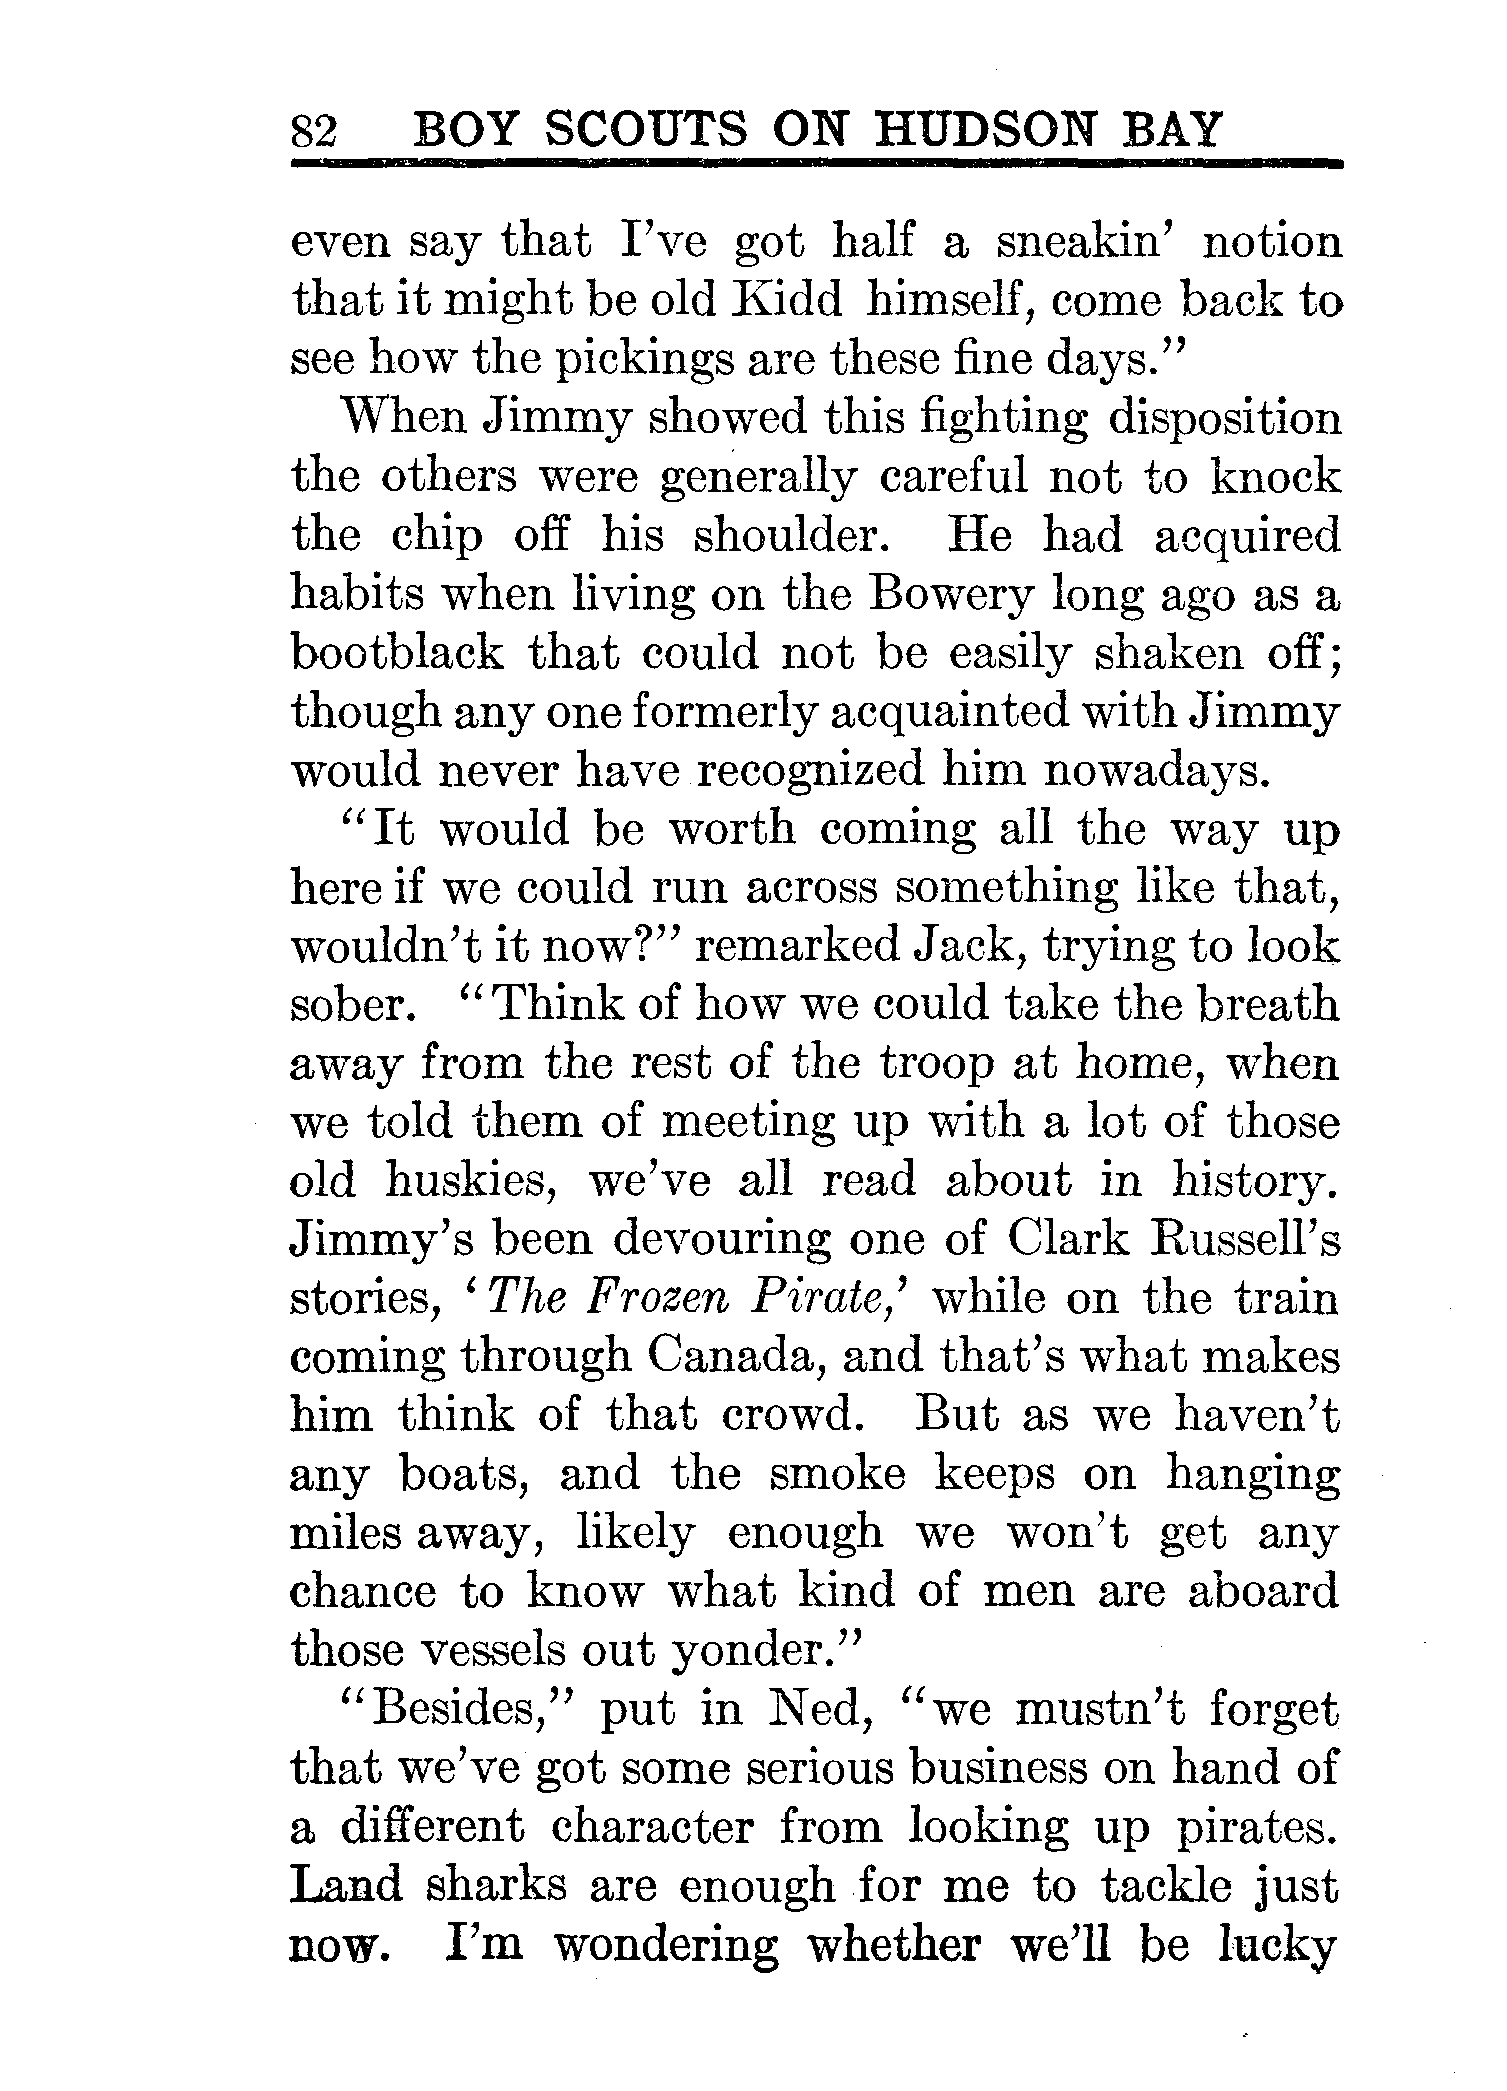 82 BOY SCOUTS ON HUDSON BAY
even say that I've got half a sneakin' notion
that it might be old Kidd himself, come back to
see how the pickings are these fine days."
When Jimmy showed this fighting disposition
the others were generally careful not to knock
the chip off his shoulder. He had acquired
habits when living on the Bowery long ago as a
bootblack that could not be easily shaken off;
though any one formerly acquainted with Jimmy
would never have recognized him nowadays.
"It would be worth coming all the way up
here if we could run across something like that,
wouldn't it now?" remarked Jack, trying to look
sober. "Think of how we could take the breath
away from the rest of the troop at home, when
we told them of meeting up with a lot of those
old huskies, we've all read about in history.
Jimmy's been devouring one of Clark Russell's
stories, 'The Frozen Pirate,' while on the train
coming through Canada, and that's what makes
him think of that crowd. But as we haven't
any boats, and the smoke keeps on hanging
miles away, likely enough we won't get any
chance to know what kind of men are aboard
those vessels out yonder."
"Besides," put in Ned, "we mustn't forget
that we've got some serious business on hand of
a different character from looking up pirates.
Land sharks are enough for me to tackle just
now. I'm wondering whether we'll be lucky